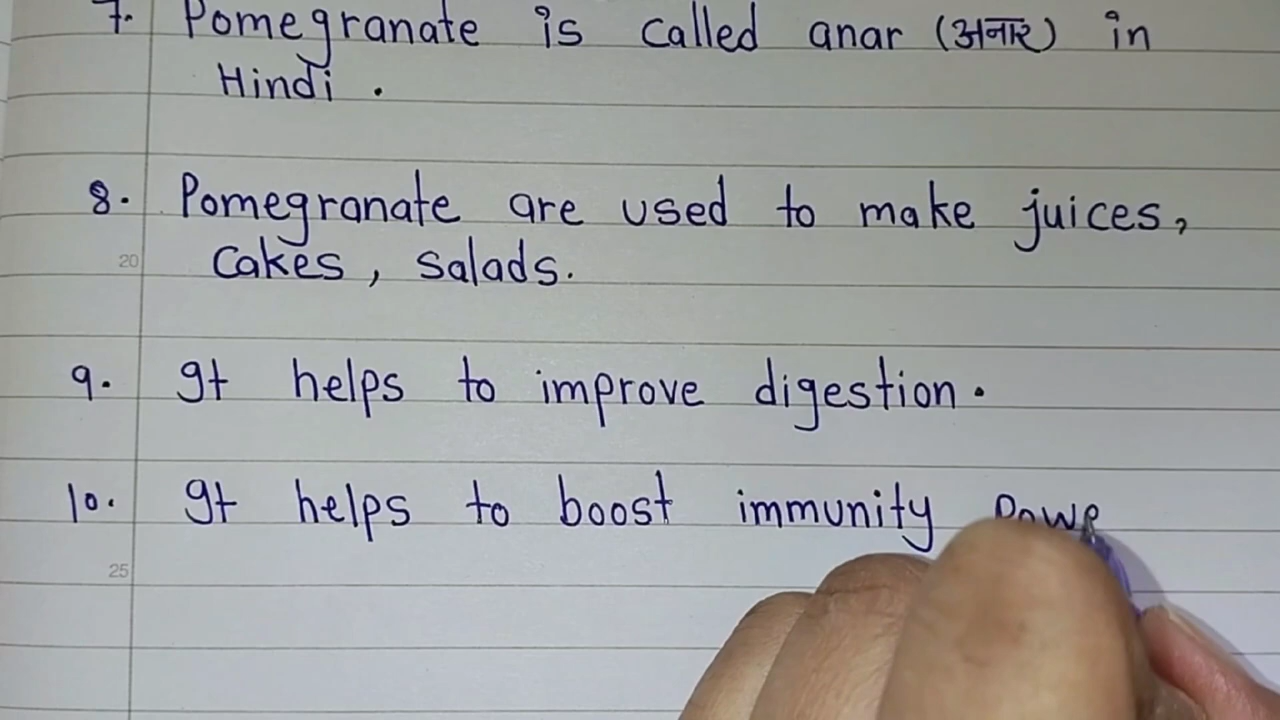 7. Pomegranate is called anar (अनार) in
Hindi.
8. Pomegranate are used to make juices,
20
cakes, salads.
9. It helps to improve digestion.
10. It helps to boost immunity Powe
25